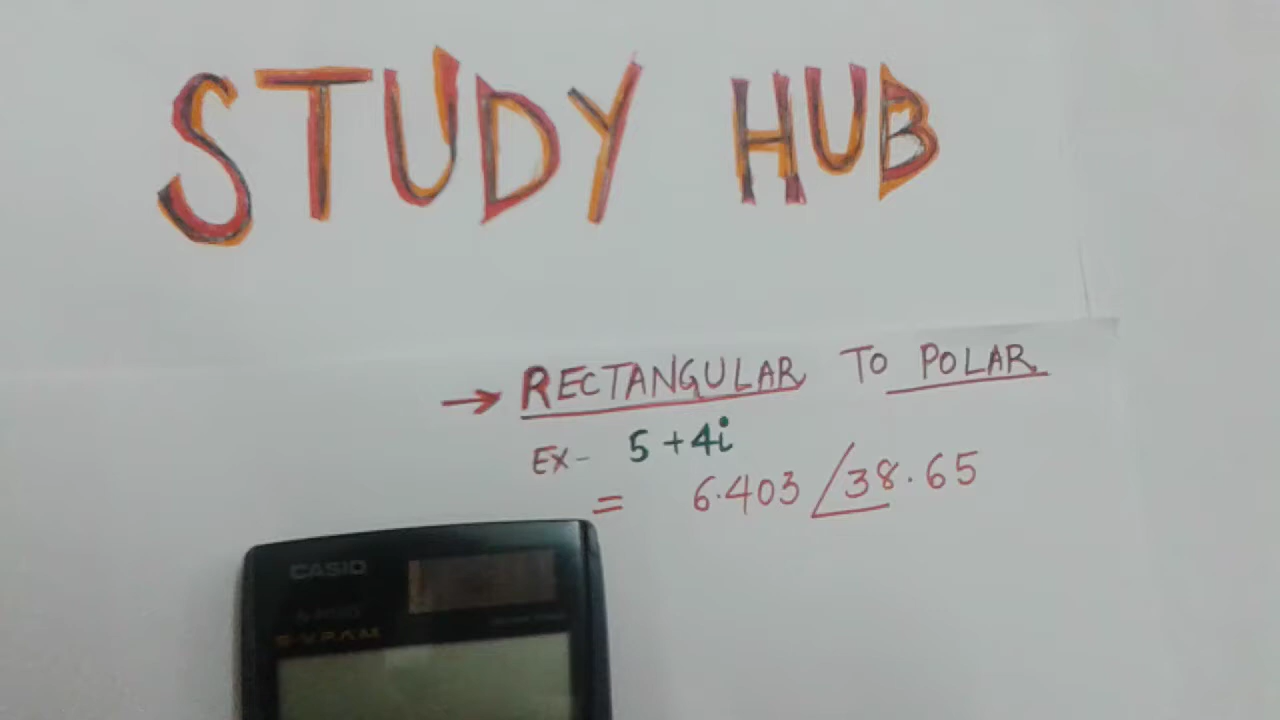 STUDY HUB
→ RECTANGULAR TO POLAR
EX- 5 +4i
= 6.403 ∠38.65
CASIO
S-V.P.A.M.